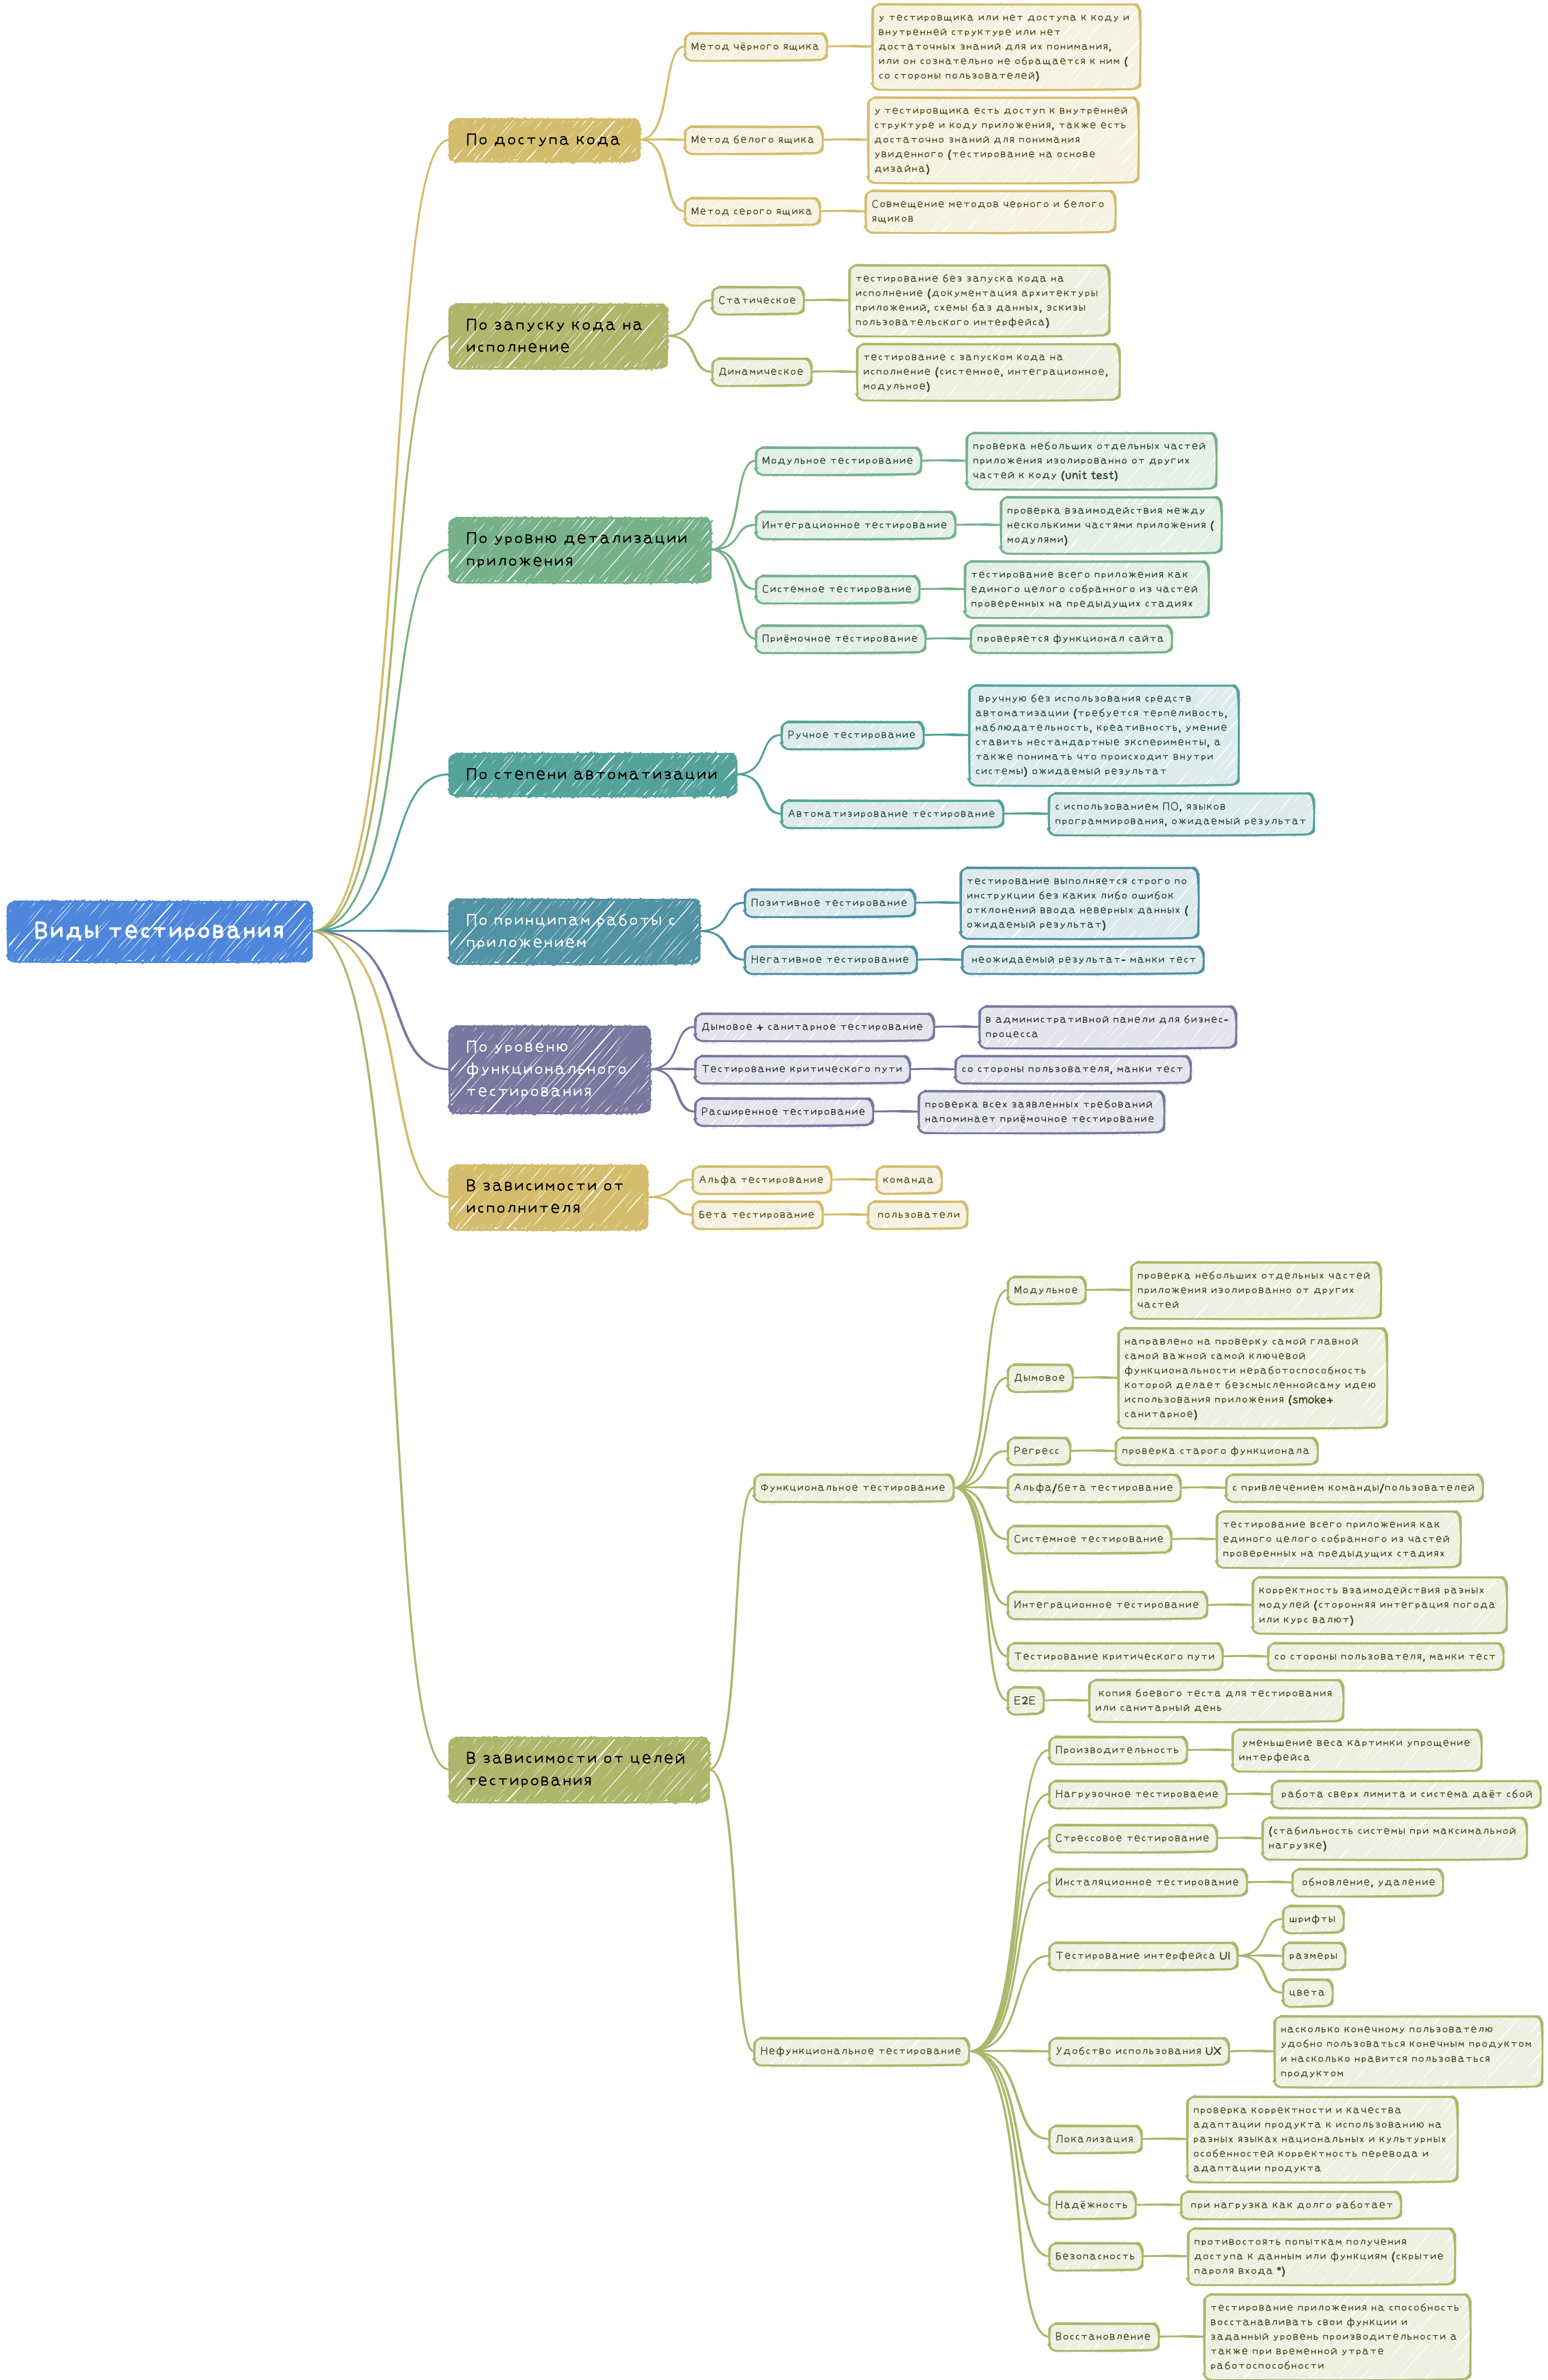 Виды тестирования
По доступа кода
Метод чёрного ящика
у тестировщика или нет доступа к коду и
внутренней структуре или нет
достаточных знаний для их понимания,
или он сознательно не обращается к ним (
со стороны пользователей)
Метод белого ящика
у тестировщика есть доступ к внутренней
структуре и коду приложения, также есть
достаточно знаний для понимания
увиденного (тестирование на основе
дизайна)
Метод серого ящика
Совмещение методов черного и белого
ящиков
По запуску кода на
исполнение
Статическое
тестирование без запуска кода на
исполнение (документация архитектуры
приложений, схемы баз данных, эскизы
пользовательского интерфейса)
Динамическое
тестирование с запуском кода на
исполнение (системное, интеграционное,
модульное)
По уровню детализации
приложения
Модульное тестирование
проверка небольших отдельных частей
приложения изолированно от других
частей к коду (unit test)
Интеграционное тестирование
проверка взаимодействия между
несколькими частями приложения (
модулями)
Системное тестирование
тестирование всего приложения как
единого целого собранного из частей
проверенных на предыдущих стадиях
Приёмочное тестирование
проверяется функционал сайта
По степени автоматизации
Ручное тестирование
вручную без использования средств
автоматизации (требуется терпеливость,
наблюдательность, креативность, умение
ставить нестандартные эксперименты, а
также понимать что происходит внутри
системы) ожидаемый результат
Автоматизирование тестирование
с использованием ПО, языков
программирования, ожидаемый результат
По принципам работы с
приложением
Позитивное тестирование
тестирование выполняется строго по
инструкции без каких либо ошибок
отклонений ввода неверных данных (
ожидаемый результат)
Негативное тестирование
неожидаемый результат- манки тест
По уровеню
функционального
тестирования
Дымовое + санитарное тестирование
в административной панели для бизнес-
процесса
Тестирование критического пути
со стороны пользователя, манки тест
Расширенное тестирование
проверка всех заявленных требований
напоминает приёмочное тестирование
В зависимости от
исполнителя
Альфа тестирование
команда
Бета тестирование
пользователи
В зависимости от целей
тестирования
Функциональное тестирование
Модульное
проверка небольших отдельных частей
приложения изолированно от других
частей
Дымовое
направлено на проверку самой главной
самой важной самой ключевой
функциональности неработоспособность
которой делает безсмысленнойсаму идею
использования приложения (smoke+
санитарное)
Регресс
проверка старого функционала
Альфа/бета тестирование
с привлечением команды/пользователей
Системное тестирование
тестирование всего приложения как
единого целого собранного из частей
проверенных на предыдущих стадиях
Интеграционное тестирование
корректность взаимодействия разных
модулей (сторонняя интеграция погода
или курс валют)
Тестирование критического пути
со стороны пользователя, манки тест
Е2Е
копия боевого теста для тестирования
или санитарный день
Нефункциональное тестирование
Производительность
уменьшение веса картинки упрощение
интерфейса
Нагрузочное тестироваеие
работа сверх лимита и система даёт сбой
Стрессовое тестирование
(стабильность системы при максимальной
нагрузке)
Инсталяционное тестирование
обновление, удаление
Тестирование интерфейса UI
шрифты
размеры
цвета
Удобство использования UX
насколько конечному пользователю
удобно пользоваться конечным продуктом
и насколько нравится пользоваться
продуктом
Локализация
проверка корректности и качества
адаптации продукта к использованию на
разных языках национальных и культурных
особенностей корректность перевода и
адаптации продукта
Надёжность
при нагрузка как долго работает
Безопасность
противостоять попыткам получения
доступа к данным или функциям (скрытие
пароля входа *)
Восстановление
тестирование приложения на способность
восстанавливать свои функции и
заданный уровень производительности а
также при временной утрате
работоспособности